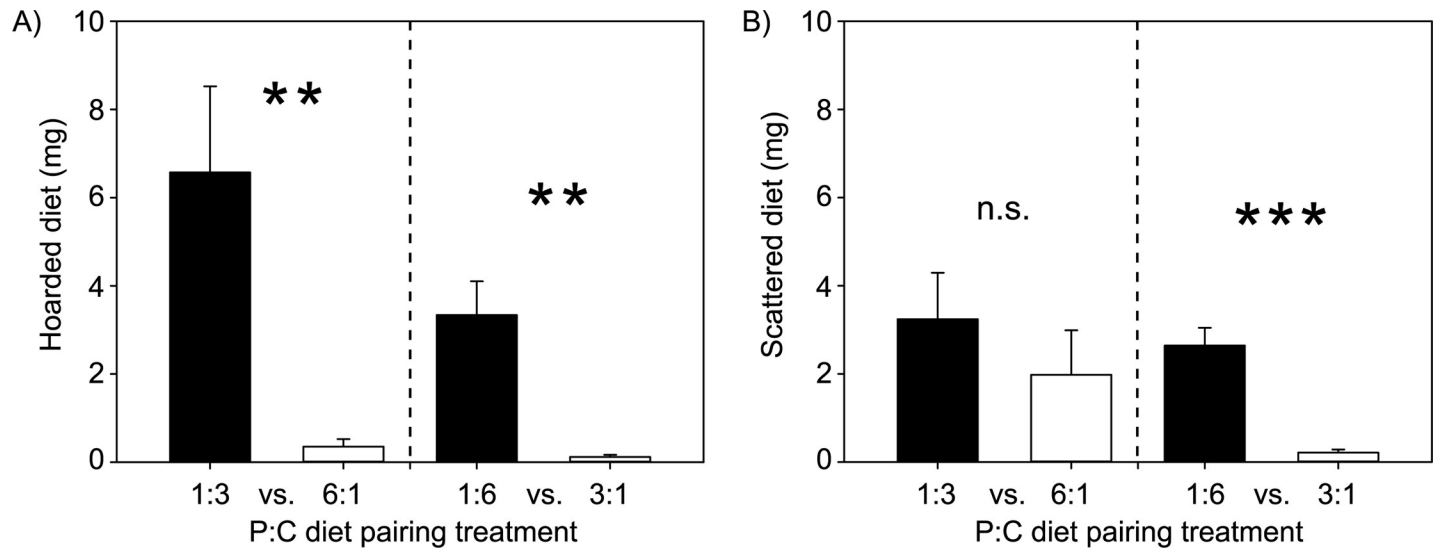 A)
Hoarded diet (mg)
10
8
6
4
2
0
**
**
1:3 vs. 6:1 1:6 vs. 3:1
P:C diet pairing treatment
B)
Scattered diet (mg)
10
8
6
4
2
0
n.s.
***
1:3 vs. 6:1 1:6 vs. 3:1
P:C diet pairing treatment